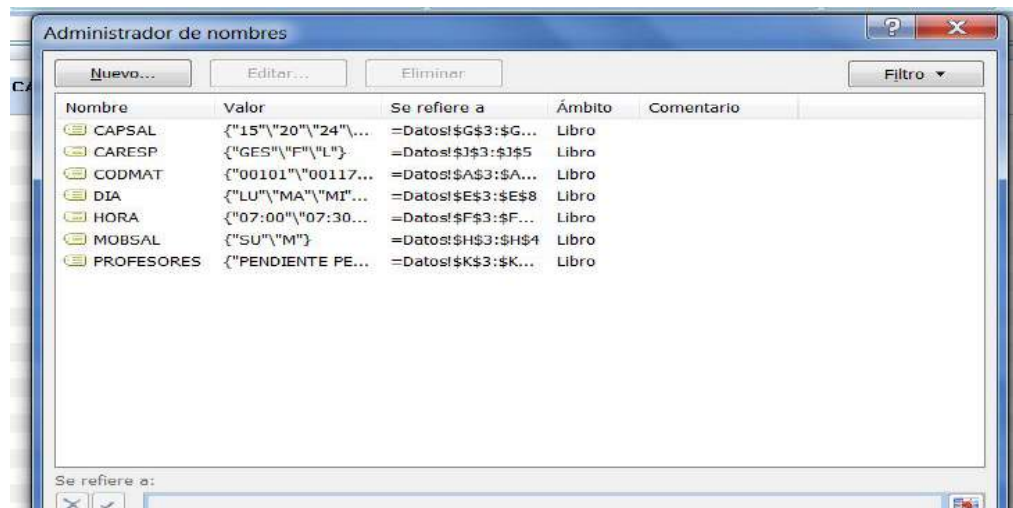 Administrador de nombres
Nuevo... Editar... Eliminar Filtro
Nombre Valor Se refiere a Ámbito Comentario
CAPSAL {"15"\"20"\"24"\... =Datos!$G$3:$G... Libro
CARESP {"GES"\"F"\"L"} =Datos!$J$3:$J$5 Libro
CODMAT {"00101"\"00117... =Datos!$A$3:$A... Libro
DIA {"LU"\"MA"\"MI"... =Datos!$E$3:$E$8 Libro
HORA {"07:00"\"07:30... =Datos!$F$3:$F... Libro
MOBSAL {"SU"\"M"} =Datos!$H$3:$H$4 Libro
PROFESORES {"PENDIENTE PE... =Datos!$K$3:$K... Libro
Se refiere a: